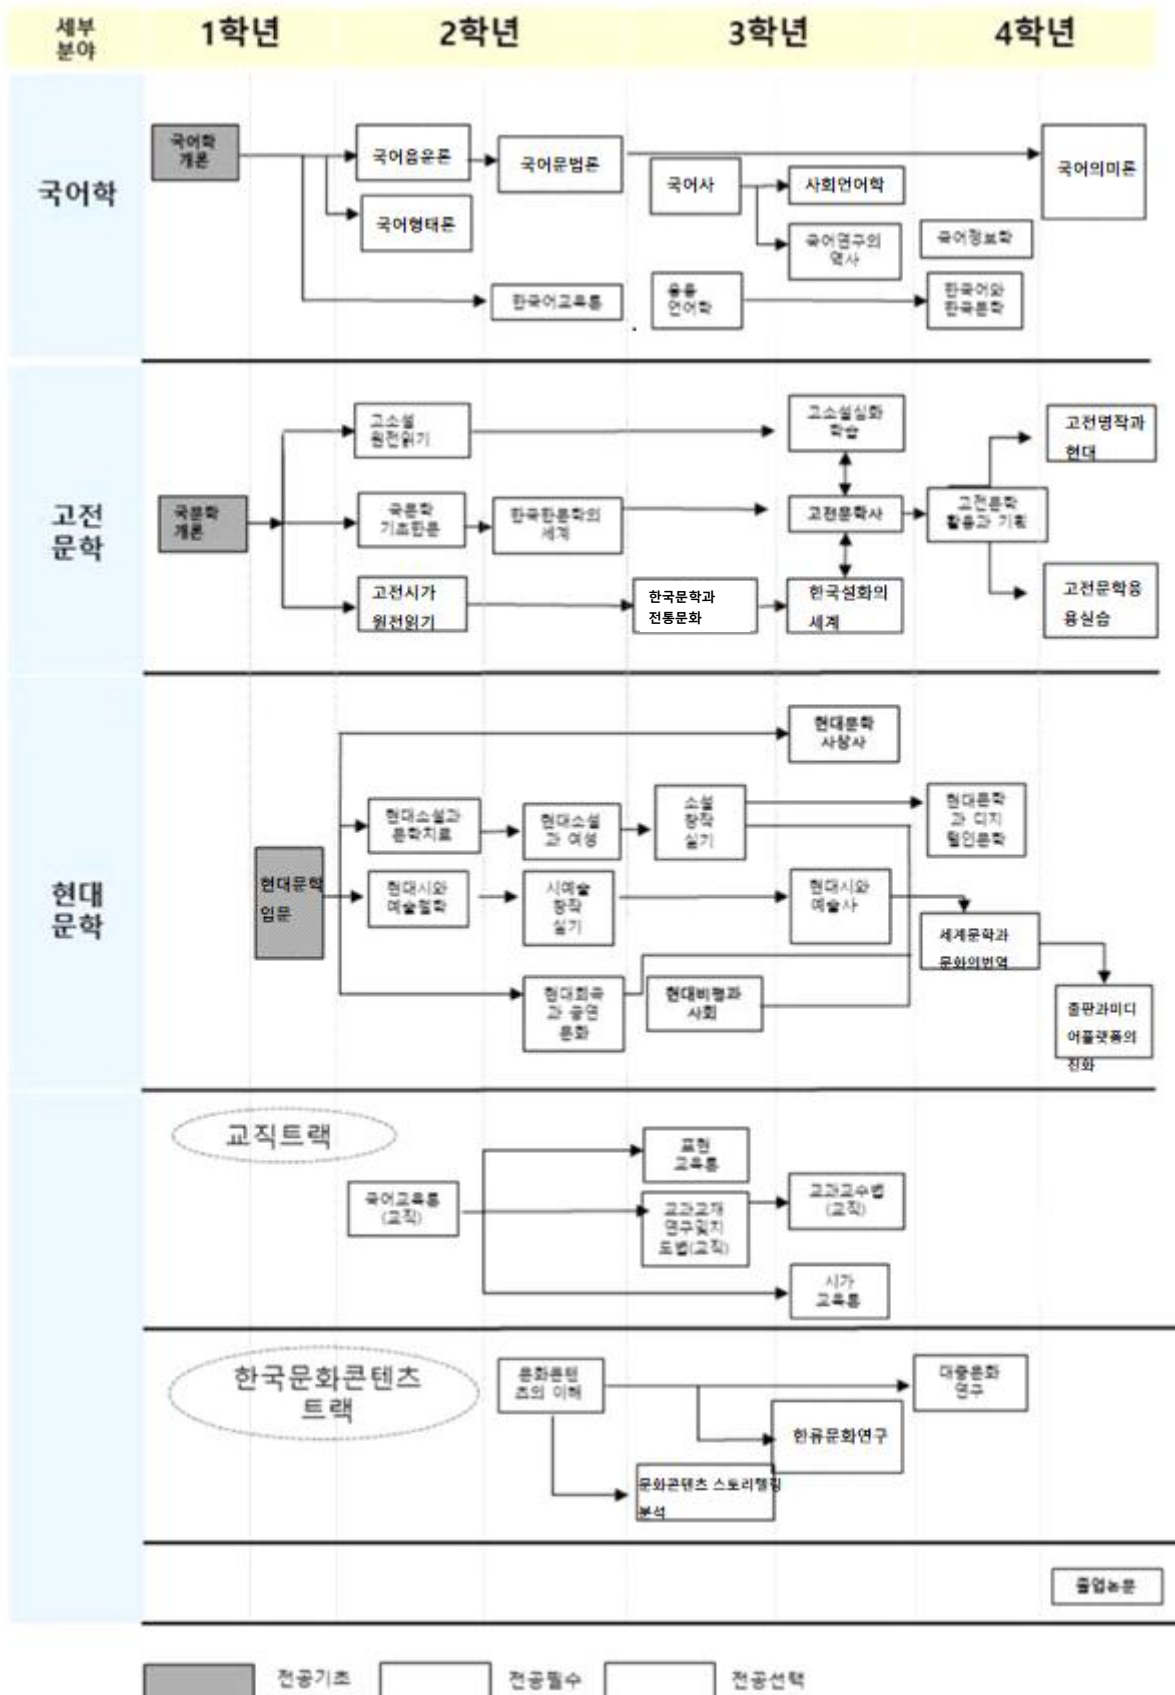 세부
분야
1학년
2학년
3학년
4학년
국어학
국어학
개론
국어음운론
국어문법론
국어의미론
국어사
사회언어학
국어형태론
국어연구의
역사
국어정보학
한국어교육론
응용
언어학
한국어와
한국문학
고전
문학
국문학
개론
고소설
원전읽기
고소설심화
학습
고전명작과
현대
국문학
기초한문
한국한문학의
세계
고전문학사
고전문학
활용과 기획
고전시가
원전읽기
한국문학과
전통문화
한국설화의
세계
고전문학응
용실습
현대
문학
현대문학
입문
현대문학
사상사
현대소설과
문학치료
현대소설
과 여성
소설
창작
실기
현대문학
과 디지
털인문학
현대시와
예술철학
시예술
창작
실기
현대시와
예술사
세계문학과
문화의번역
현대희곡
과 공연
문화
현대비평과
사회
출판과미디
어플랫폼의
진화
교직트랙
국어교육론
(교직)
표현
교육론
교과교재
연구및지
도법(교직)
교과교수법
(교직)
시가
교육론
한국문화콘텐츠
트랙
문화콘텐
츠의 이해
대중문화
연구
한류문화연구
문화콘텐츠 스토리텔링
분석
졸업논문
전공기초
전공필수
전공선택